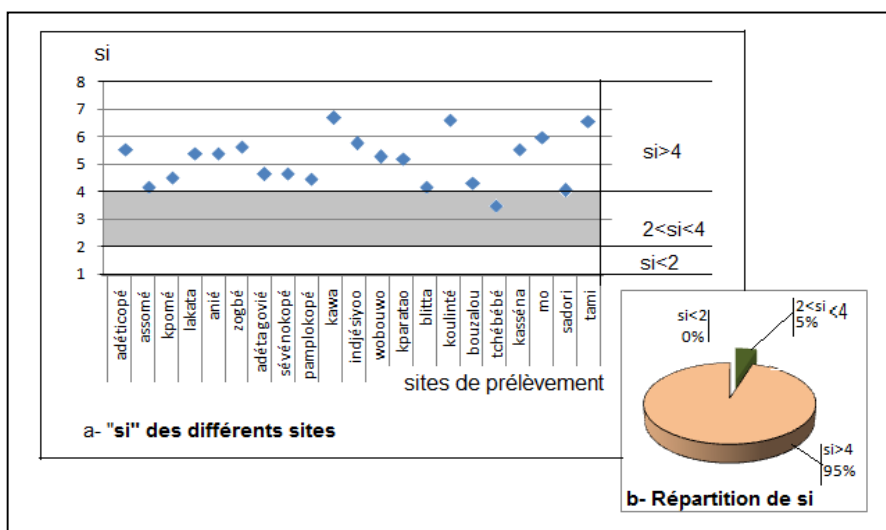 si
8
7
6
5
4
3
2
1
si>4
2<si<4
si<2
adéticopé
assomé
kpomé
lakata
anié
zogbé
adétagovié
sévénokopé
pamplokopé
kawa
indjésiyoo
wobouwo
kparatao
blitta
koulinté
bouzalou
tchébébé
kasséna
mo
sadori
tami
sites de prélèvement
a- "si" des différents sites
si<2
0%
2<si <4
5%
si>4
95%
b- Répartition de si